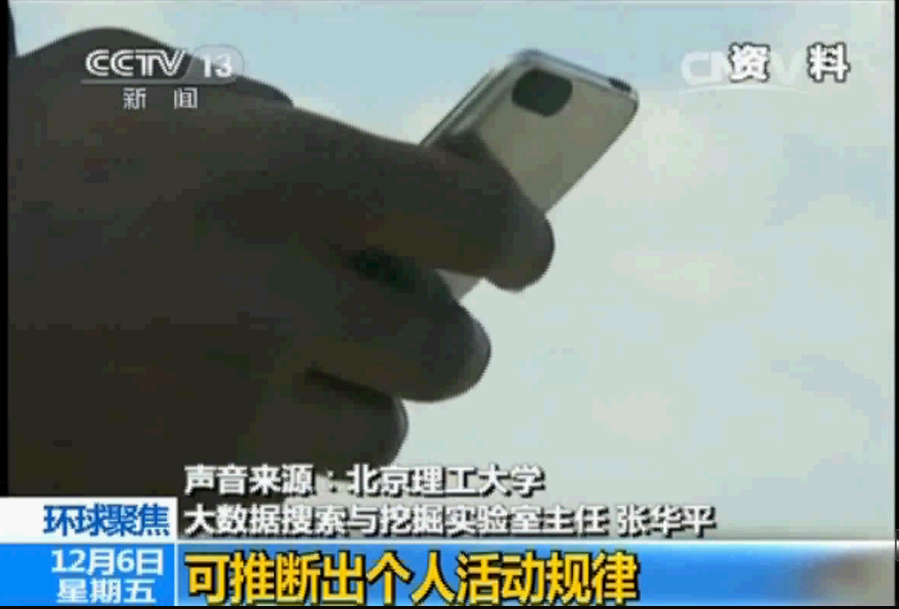 CCTV 13
新闻
CNTV
资料
声音来源：北京理工大学
大数据搜索与挖掘实验室主任 张华平
环球聚焦
12月6日
星期五
可推断出个人活动规律